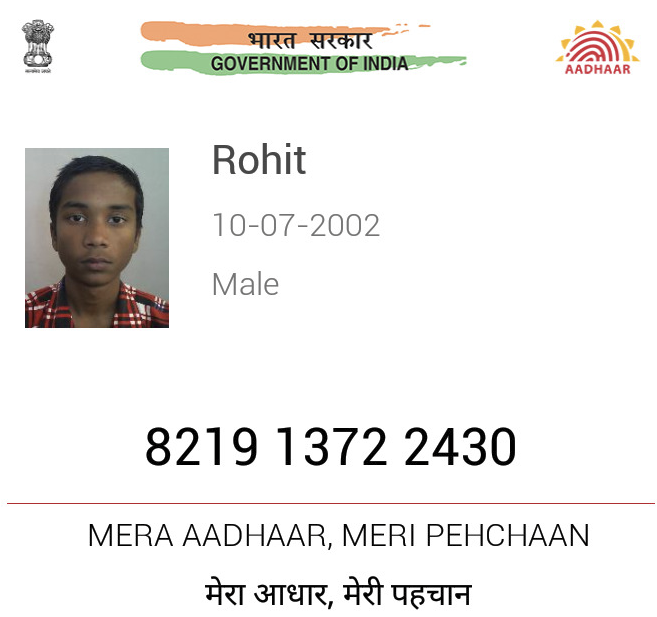 भारत सरकार
GOVERNMENT OF INDIA
AADHAAR
Rohit
10-07-2002
Male
8219 1372 2430
MERA AADHAAR, MERI PEHCHAAN
मेरा आधार, मेरी पहचान